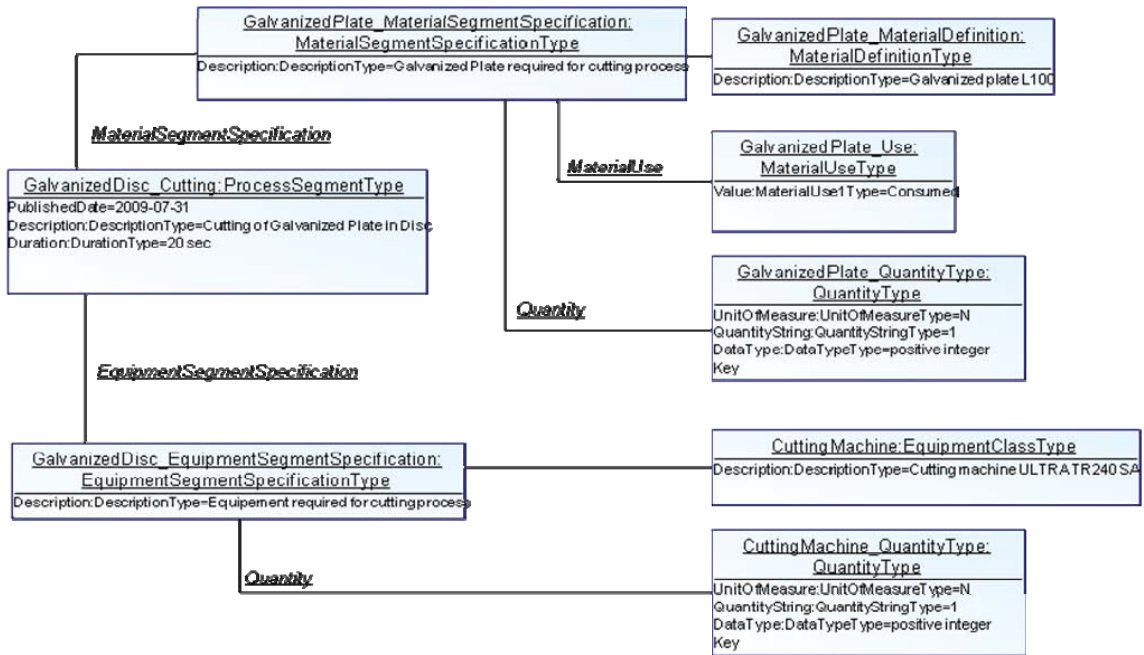 GalvanizedPlate_MaterialSegmentSpecification:
MaterialSegmentSpecificationType
Description:DescriptionType=Galvanized Plate required for cutting process
GalvanizedPlate_MaterialDefinition:
MaterialDefinitionType
Description:DescriptionType=Galvanized plate L100
MaterialSegmentSpecification
MaterialUse
GalvanizedPlate_Use:
MaterialUseType
Value:MaterialUse1Type=Consumed
GalvanizedDisc_Cutting:ProcessSegmentType
PublishedDate=2009-07-31
Description:DescriptionType=Cutting of Galvanized Plate in Disc
Duration:DurationType=20 sec
Quantity
GalvanizedPlate_QuantityType:
QuantityType
UnitOfMeasure:UnitOfMeasureType=N
QuantityString:QuantityStringType=1
DataType:DataTypeType=positive integer
Key
EquipmentSegmentSpecification
GalvanizedDisc_EquipmentSegmentSpecification:
EquipmentSegmentSpecificationType
Description:DescriptionType=Equipement required for cutting process
CuttingMachine:EquipmentClassType
Description:DescriptionType=Cutting machine ULTRA TR240 SA
Quantity
CuttingMachine_QuantityType:
QuantityType
UnitOfMeasure:UnitOfMeasureType=N
QuantityString:QuantityStringType=1
DataType:DataTypeType=positive integer
Key